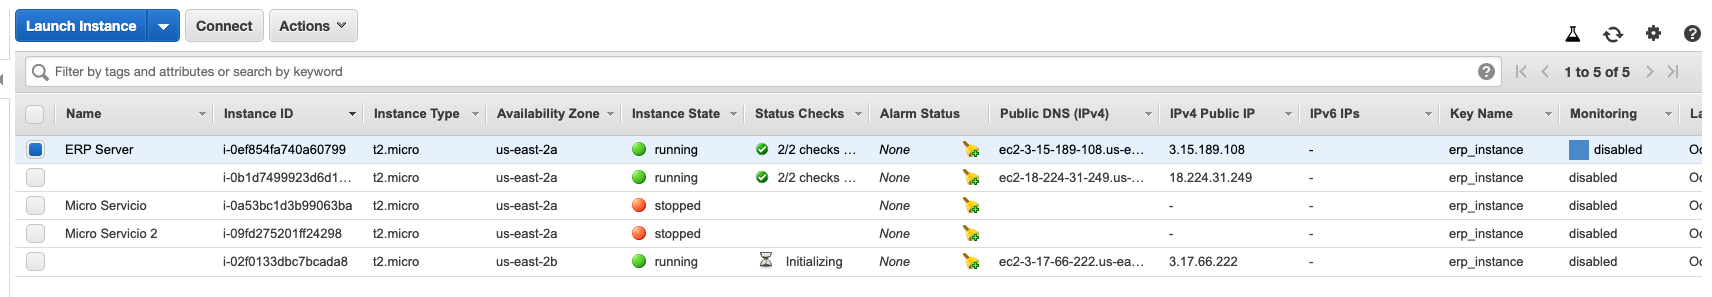 Launch Instance Connect Actions
Filter by tags and attributes or search by keyword 1 to 5 of 5
Name Instance ID Instance Type Availability Zone Instance State Status Checks Alarm Status Public DNS (IPv4) IPv4 Public IP IPv6 IPs Key Name Monitoring La
ERP Server i-0ef854fa740a60799 t2.micro us-east-2a running 2/2 checks ... None ec2-3-15-189-108.us-e... 3.15.189.108 - erp_instance disabled Oc
i-0b1d7499923d6d1... t2.micro us-east-2a running 2/2 checks ... None ec2-18-224-31-249.us-... 18.224.31.249 - erp_instance disabled Oc
Micro Servicio i-0a53bc1d3b99063ba t2.micro us-east-2a stopped None - - erp_instance disabled Oc
Micro Servicio 2 i-09fd275201ff24298 t2.micro us-east-2a stopped None - - erp_instance disabled Oc
i-02f0133dbc7bcada8 t2.micro us-east-2b running Initializing None ec2-3-17-66-222.us-ea... 3.17.66.222 - erp_instance disabled Oc